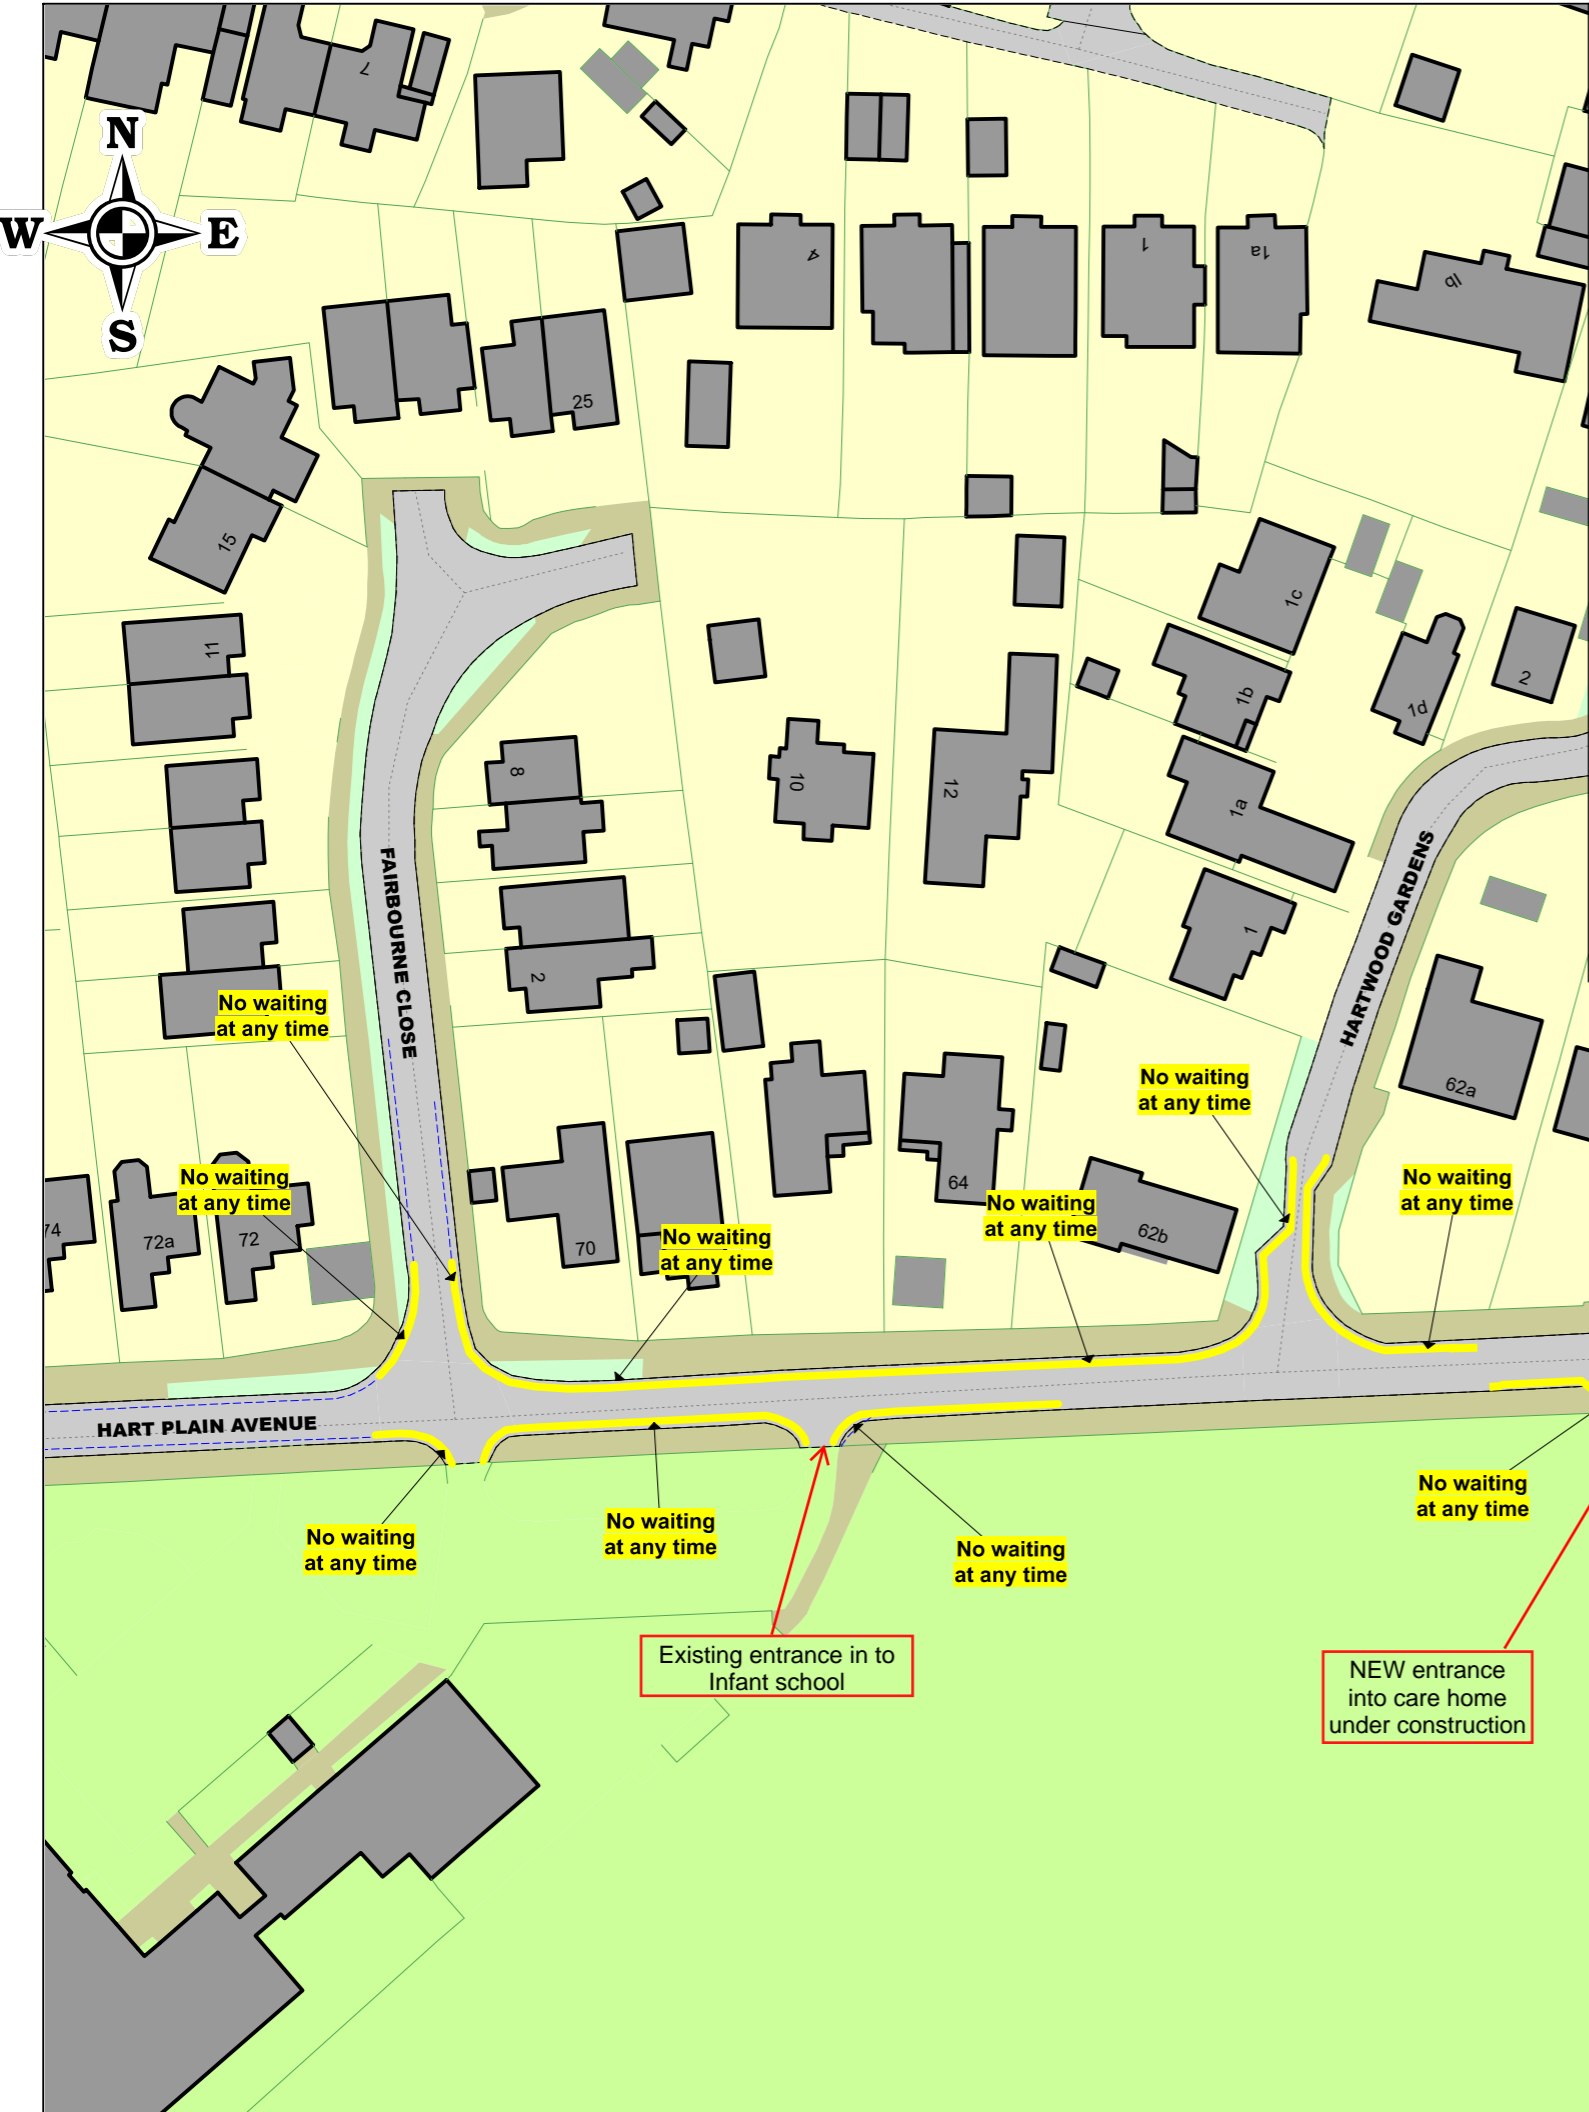 7
N
W
E
S
4
1
1a
1b
25
15
11
1c
1b
2
1d
8
10
12
1a
FAIRBOURNE CLOSE
HARTWOOD GARDENS
1
2
No waiting
at any time
No waiting
at any time
62a
No waiting
at any time
No waiting
at any time
64
No waiting
at any time
74
72a
72
70
No waiting
at any time
62b
HART PLAIN AVENUE
No waiting
at any time
No waiting
at any time
No waiting
at any time
No waiting
at any time
Existing entrance in to
Infant school
NEW entrance
into care home
under construction